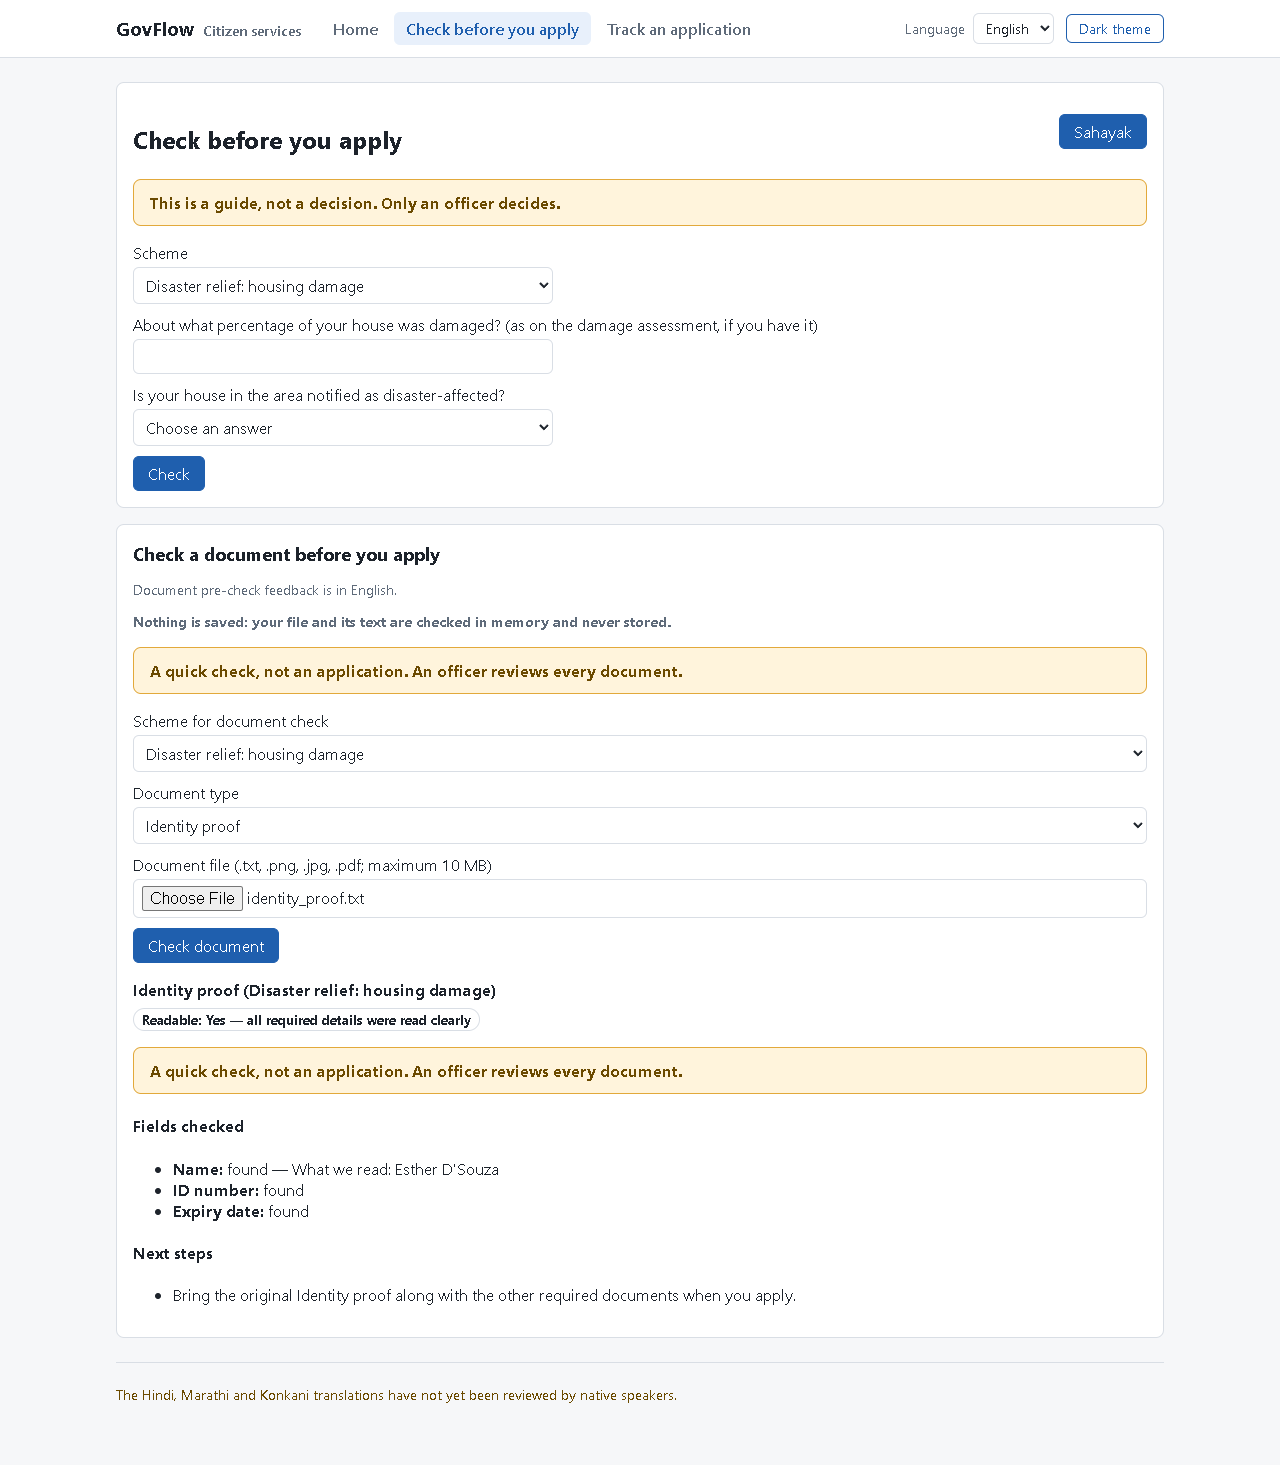 GovFlow Citizen services Home Check before you apply Track an application Language English Dark theme
Check before you apply
Sahayak
This is a guide, not a decision. Only an officer decides.
Scheme
Disaster relief: housing damage
About what percentage of your house was damaged? (as on the damage assessment, if you have it)
Is your house in the area notified as disaster-affected?
Choose an answer
Check
Check a document before you apply
Document pre-check feedback is in English.
Nothing is saved: your file and its text are checked in memory and never stored.
A quick check, not an application. An officer reviews every document.
Scheme for document check
Disaster relief: housing damage
Document type
Identity proof
Document file (.txt, .png, .jpg, .pdf; maximum 10 MB)
Choose File identity_proof.txt
Check document
Identity proof (Disaster relief: housing damage)
Readable: Yes — all required details were read clearly
A quick check, not an application. An officer reviews every document.
Fields checked
• Name: found — What we read: Esther D'Souza
• ID number: found
• Expiry date: found
Next steps
• Bring the original Identity proof along with the other required documents when you apply.
The Hindi, Marathi and Konkani translations have not yet been reviewed by native speakers.